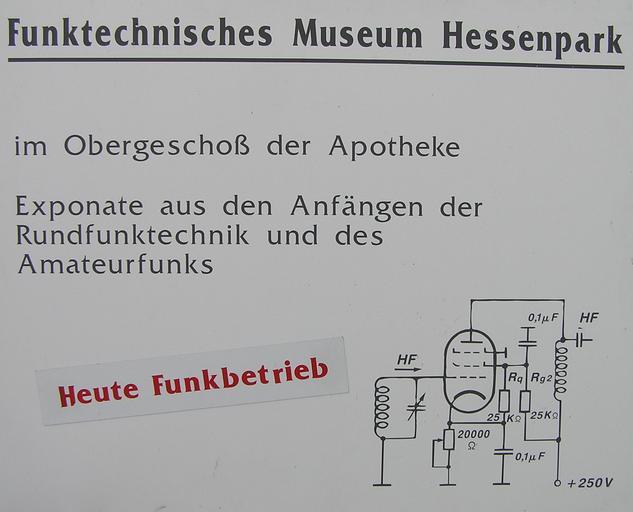 Funktechnisches Museum Hessenpark
im Obergeschoß der Apotheke
Exponate aus den Anfängen der
Rundfunktechnik und des
Amateurfunks
Heute Funkbetrieb
0,1µF HF
HF
Rq Rg2
25 KΩ 25KΩ
20000
Ω
0,1µF
+250V